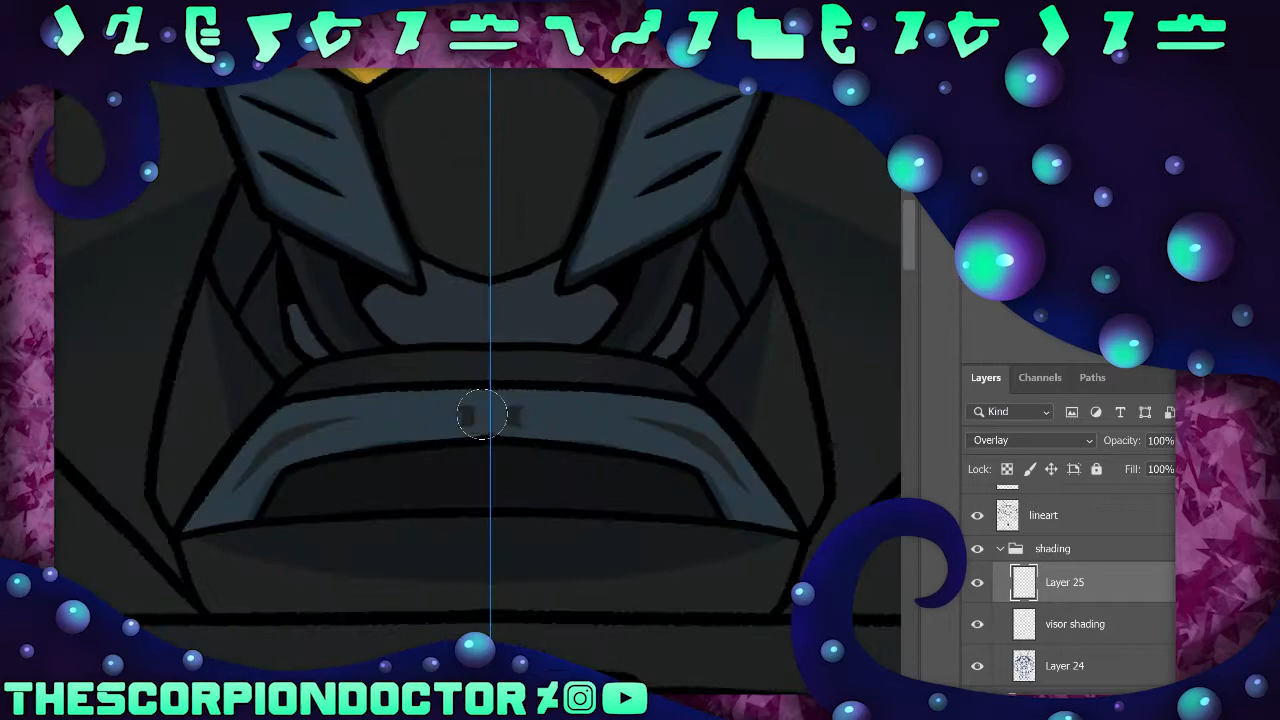 Layers Channels Paths
Kind
Overlay Opacity: 100%
Lock: Fill: 100%
lineart
shading
Layer 25
visor shading
Layer 24
THESCORPIONDOCTOR